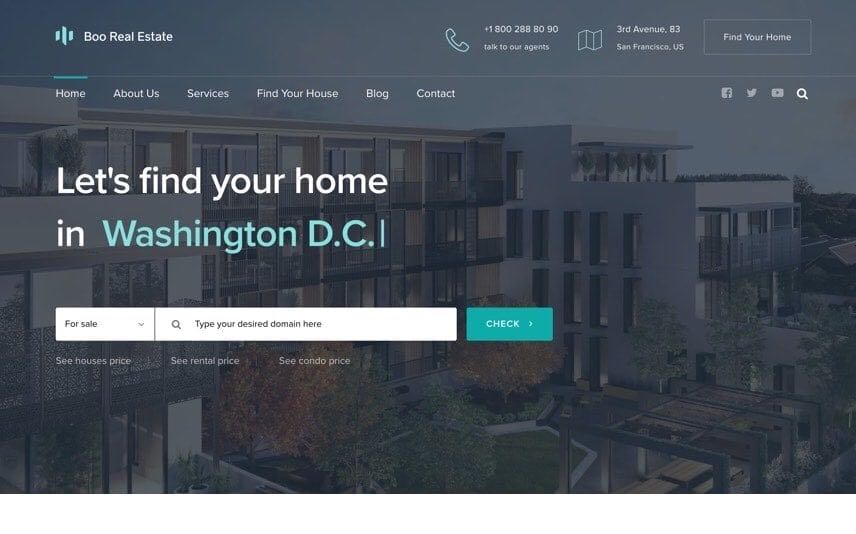 Boo Real Estate
+1 800 288 80 90
talk to our agents
3rd Avenue, 83
San Francisco, US
Find Your Home
Home About Us Services Find Your House Blog Contact
Let's find your home
in Washington D.C.|
For sale
Type your desired domain here
CHECK
See houses price See rental price See condo price